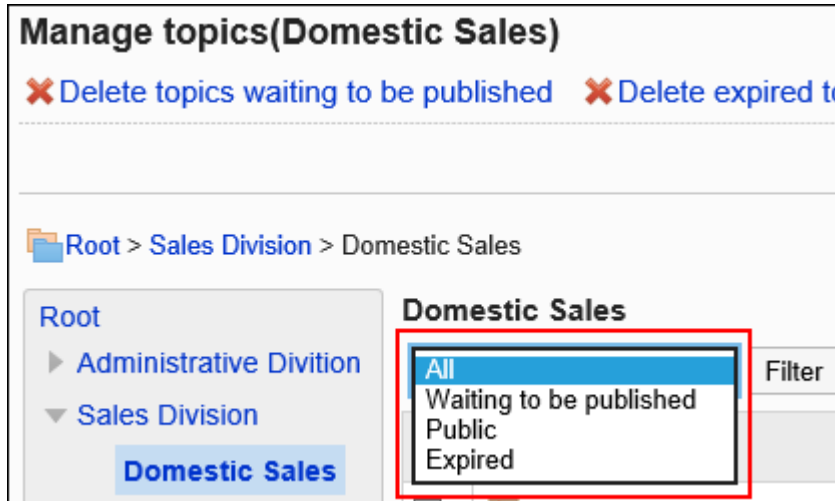 Manage topics(Domestic Sales)
Delete topics waiting to be published Delete expired
Root > Sales Division > Domestic Sales
Root
Administrative Divition
Sales Division
Domestic Sales
Domestic Sales
All
Waiting to be published
Public
Expired
Filter